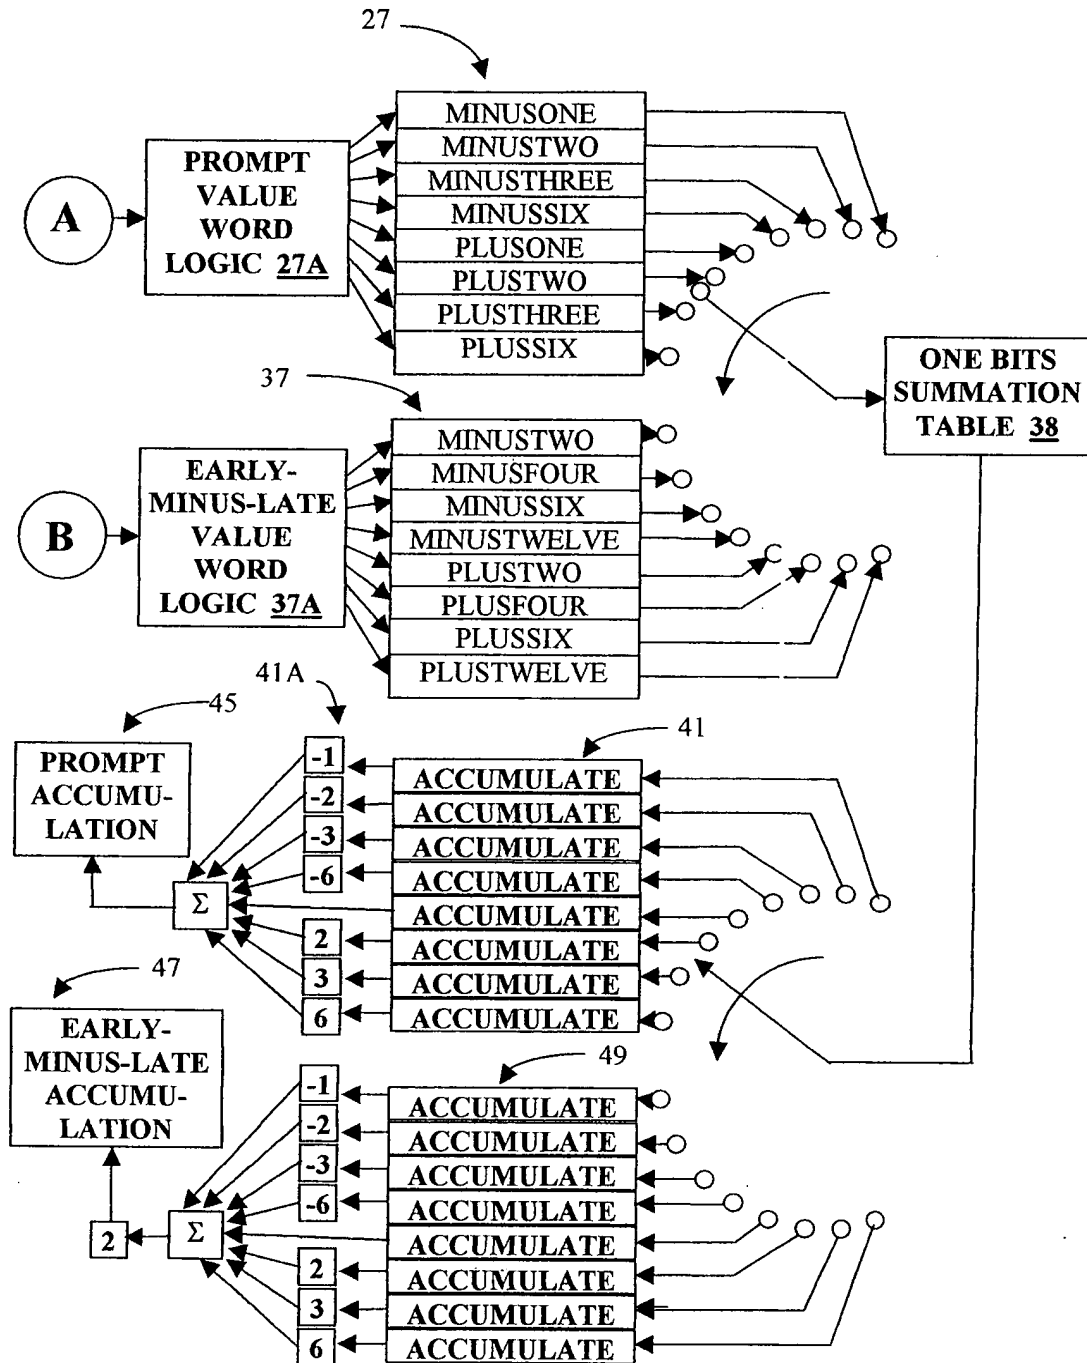 27
MINUSONE
MINUSTWO
MINUSTHREE
MINUSSIX
PLUSONE
PLUSTWO
PLUSTHREE
PLUSSIX
A
PROMPT
VALUE
WORD
LOGIC 27A
ONE BITS
SUMMATION
TABLE 38
37
MINUSTWO
MINUSFOUR
MINUSSIX
MINUSTWELVE
PLUSTWO
PLUSFOUR
PLUSSIX
PLUSTWELVE
B
EARLY-
MINUS-LATE
VALUE
WORD
LOGIC 37A
45
41A
41
PROMPT
ACCUMU-
LATION
-1
-2
-3
-6
2
3
6
Σ
ACCUMULATE
ACCUMULATE
ACCUMULATE
ACCUMULATE
ACCUMULATE
ACCUMULATE
ACCUMULATE
ACCUMULATE
47
EARLY-
MINUS-LATE
ACCUMU-
LATION
49
-1
-2
-3
-6
2
3
6
Σ
2
ACCUMULATE
ACCUMULATE
ACCUMULATE
ACCUMULATE
ACCUMULATE
ACCUMULATE
ACCUMULATE
ACCUMULATE